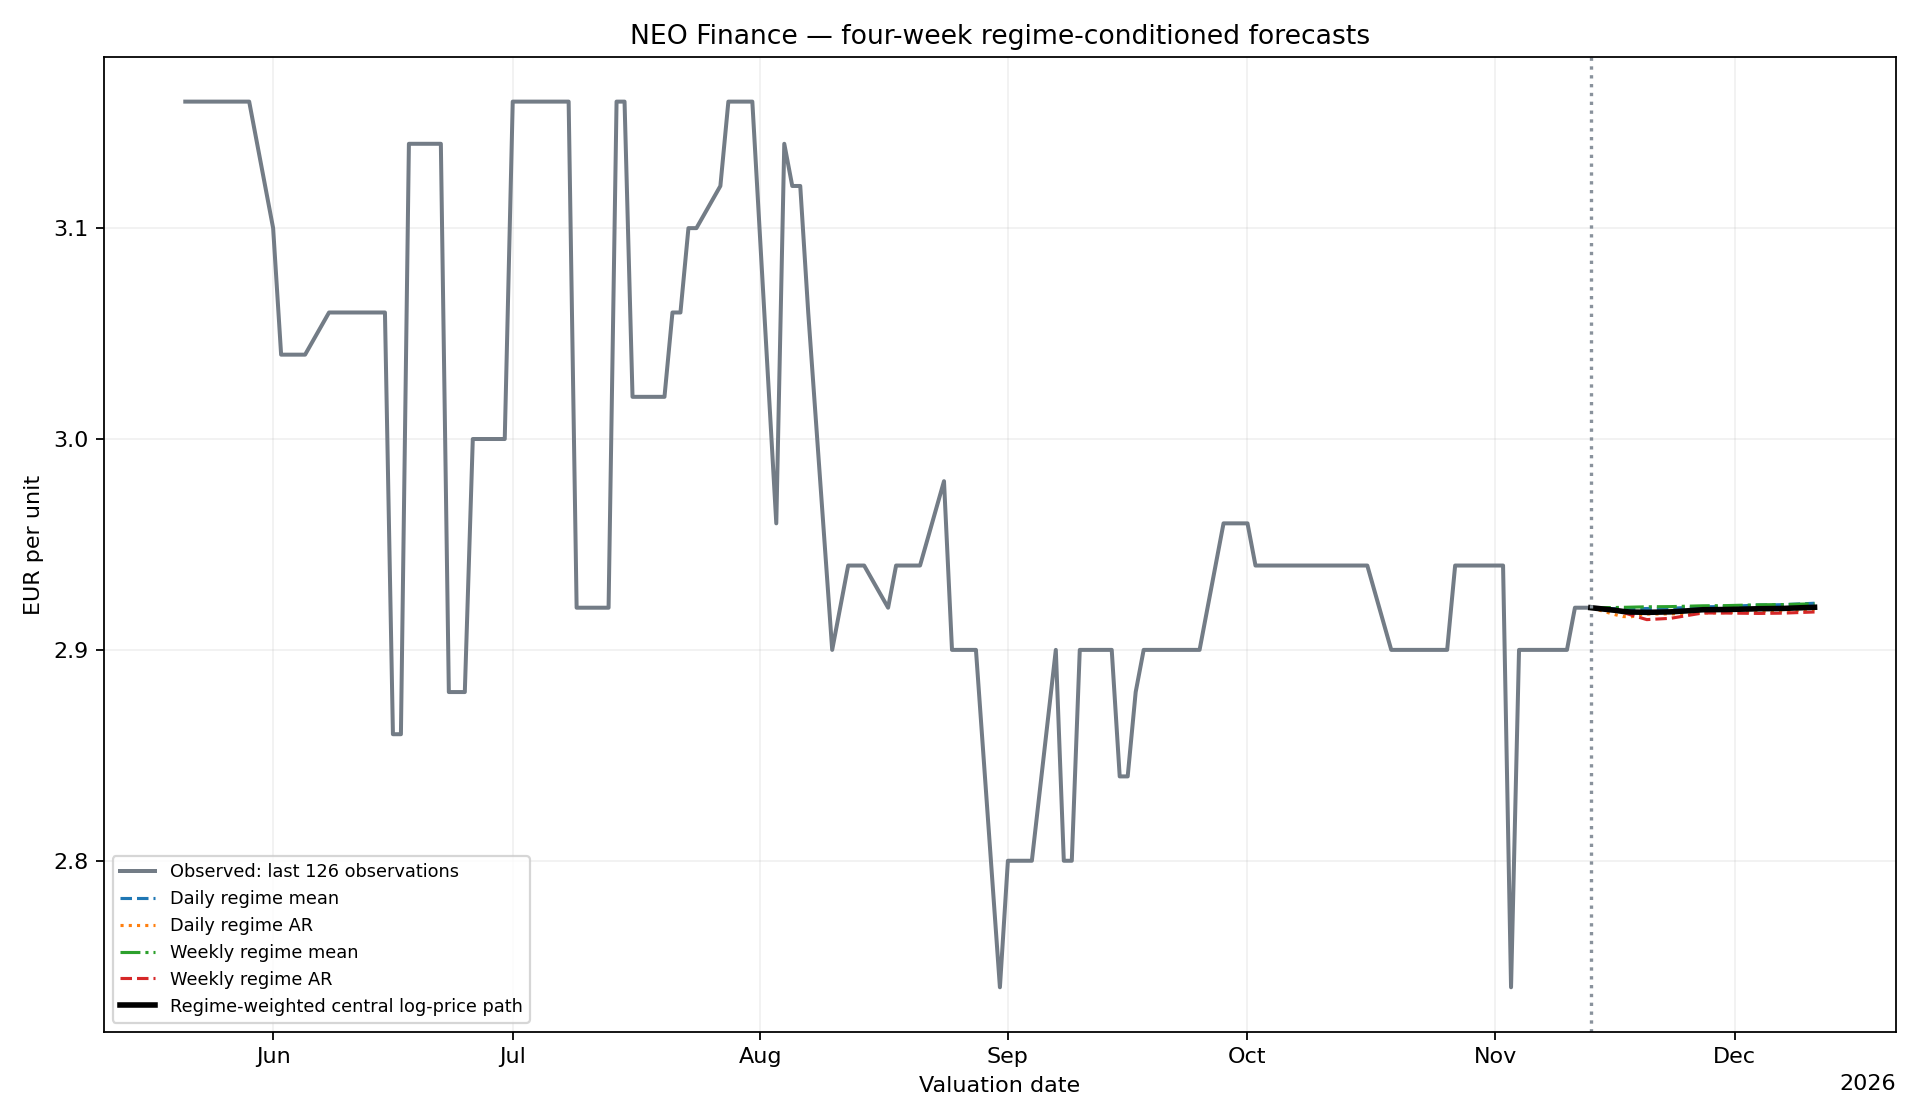 NEO Finance — four-week regime-conditioned forecasts
EUR per unit
3.1
3.0
2.9
2.8
Observed: last 126 observations
Daily regime mean
Daily regime AR
Weekly regime mean
Weekly regime AR
Regime-weighted central log-price path
Jun
Jul
Aug
Sep
Oct
Nov
Dec
Valuation date
2026